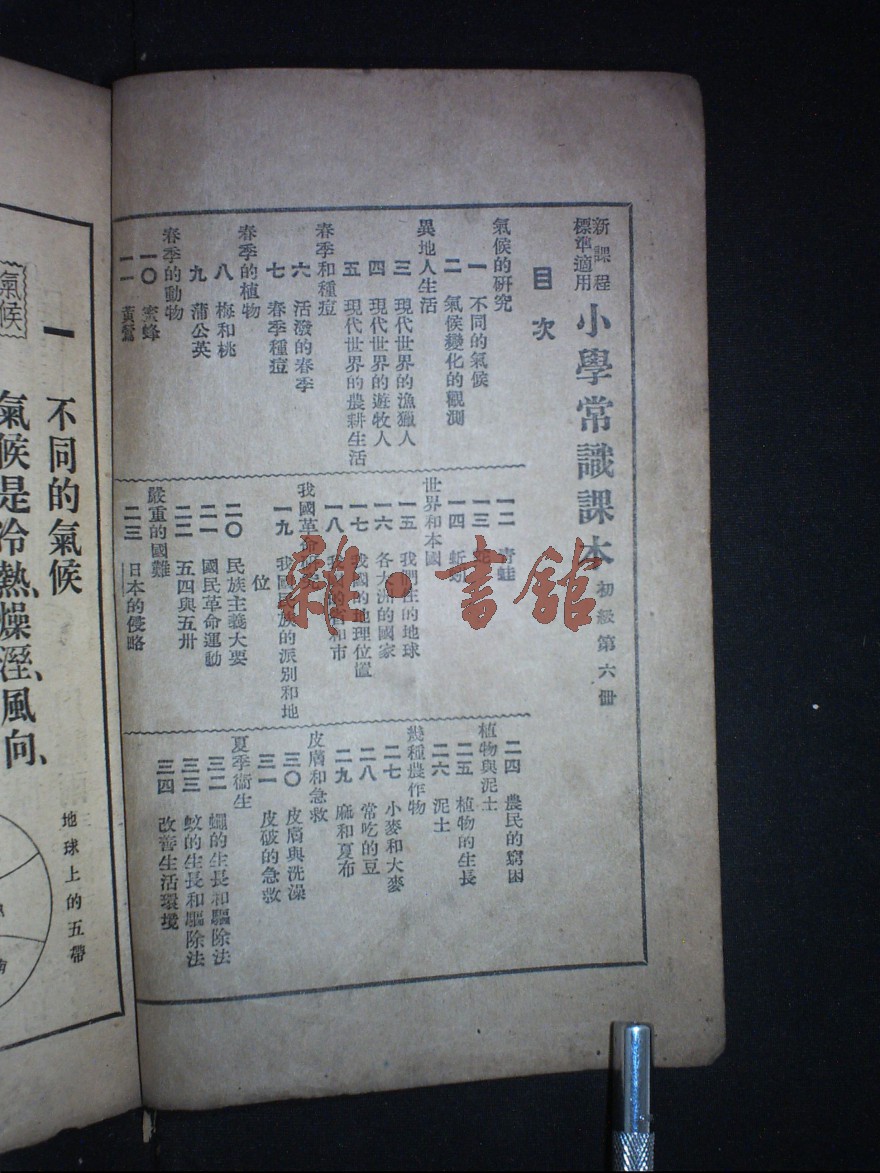 新課程
標準適用
小學常識課本初級第六冊
目次
氣候的研究
一 不同的氣候
二 氣候變化的觀測
異地人生活
三 現代世界的漁獵人
四 現代世界的遊牧人
五 現代世界的農耕生活
春季和種痘
六 活潑的春季
七 春季種痘
春季的植物
八 梅和桃
九 蒲公英
春季的動物
一〇 蜜蜂
一一 黃鶯
一二 青蛙
一三
一四 蚯蚓
世界和本國
一五 我們住的地球
一六 各大洲的國家
一七 我國的地理位置
一八 我國的省和市
我國革命
一九 我國民族的派別和地
位
二〇 民族主義大要
二一 國民革命運動
二二 五四與五卅
嚴重的國難
二三 日本的侵略
二四 農民的窮困
植物與泥土
二五 植物的生長
二六 泥土
幾種農作物
二七 小麥和大麥
二八 常吃的豆
二九 麻和夏布
皮膚和急救
三〇 皮膚與洗澡
三一 皮破的急救
夏季衞生
三二 蠅的生長和驅除法
三三 蚊的生長和驅除法
三四 改善生活環境
雜·書館
氣候
一 不同的氣候
氣候是冷熱、燥溼、風向、
地球上的五帶